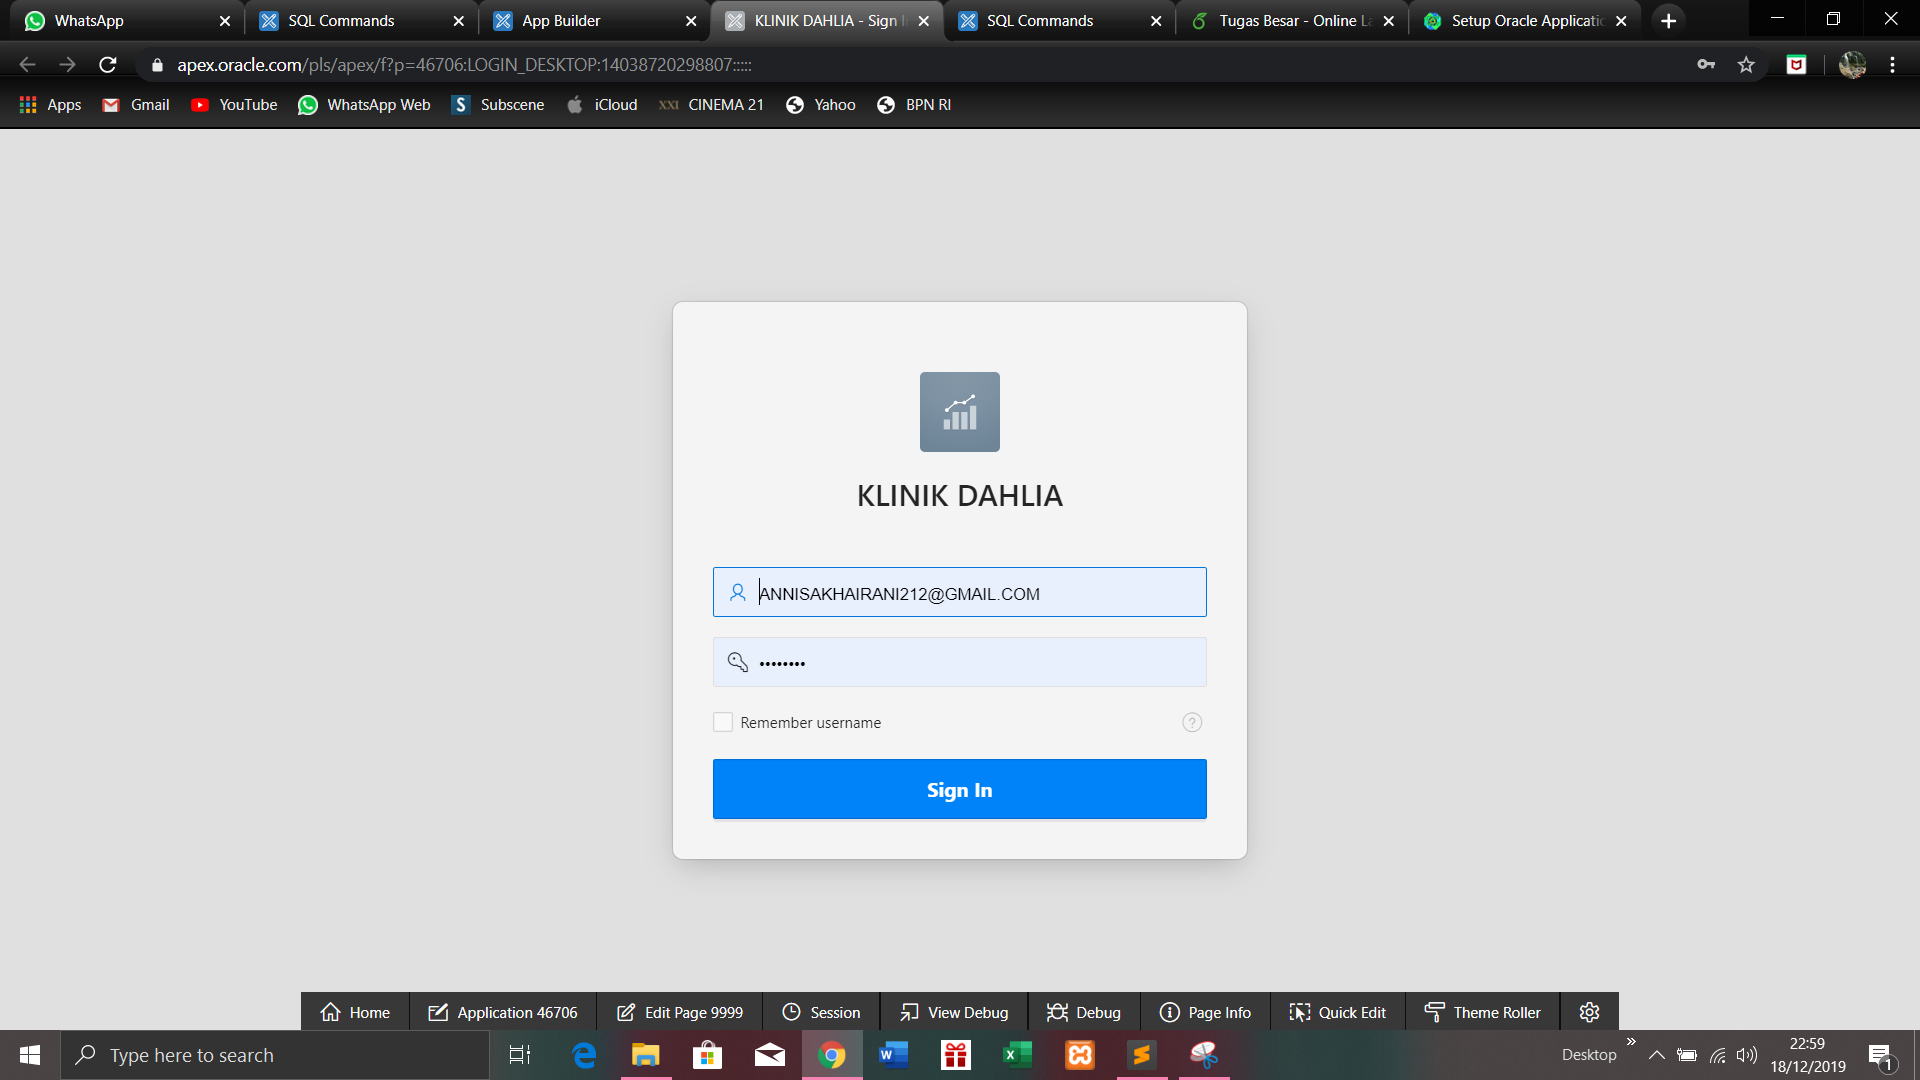 WhatsApp
SQL Commands
App Builder
KLINIK DAHLIA - Sign I
SQL Commands
Tugas Besar - Online La
Setup Oracle Applicatio
apex.oracle.com/pls/apex/f?p=46706:LOGIN_DESKTOP:14038720298807:::::
Apps
Gmail
YouTube
WhatsApp Web
S
Subscene
iCloud
XXI
CINEMA 21
Yahoo
BPN RI
KLINIK DAHLIA
ANNISAKHAIRANI212@GMAIL.COM
••••••••
Remember username
?
Sign In
Home
Application 46706
Edit Page 9999
Session
View Debug
Debug
Page Info
Quick Edit
Theme Roller
Type here to search
Desktop
22:59
18/12/2019
1